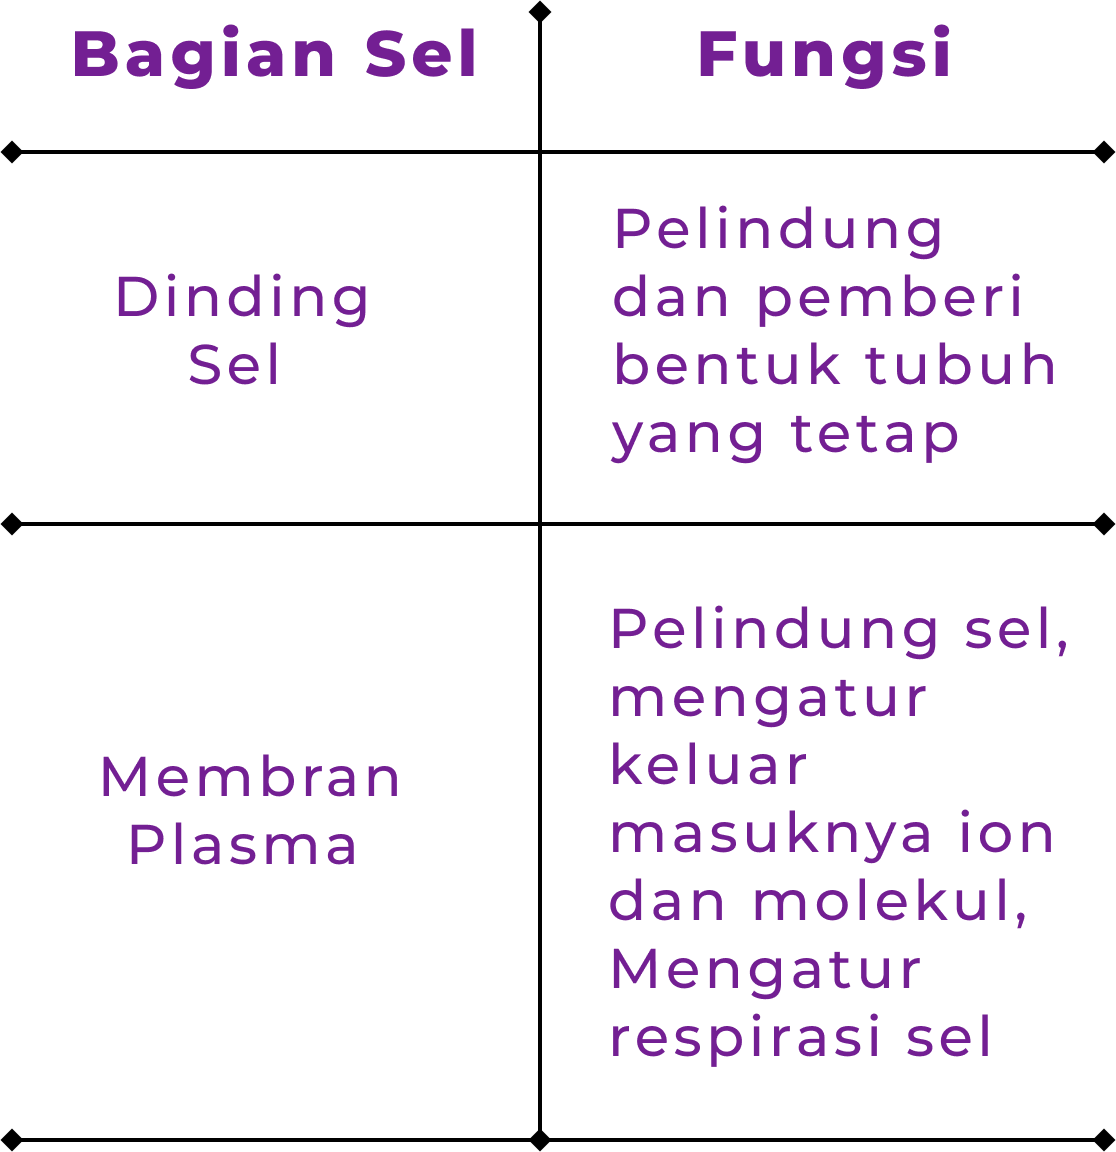 Bagian Sel
Fungsi
Dinding
Sel
Pelindung
dan pemberi
bentuk tubuh
yang tetap
Membran
Plasma
Pelindung sel,
mengatur
keluar
masuknya ion
dan molekul,
Mengatur
respirasi sel